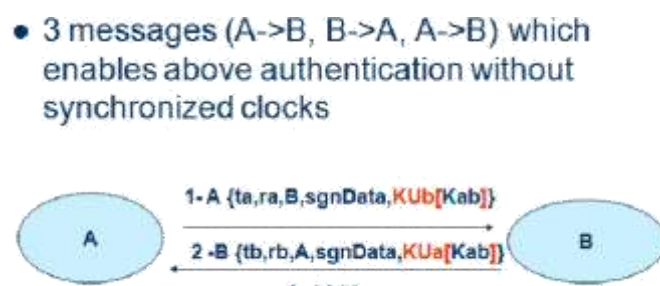 • 3 messages (A->B, B->A, A->B) which
enables above authentication without
synchronized clocks
1- A {ta,ra,B,sgnData,KUb[Kab]}
A
B
2 -B {tb,rb,A,sgnData,KUa[Kab]}